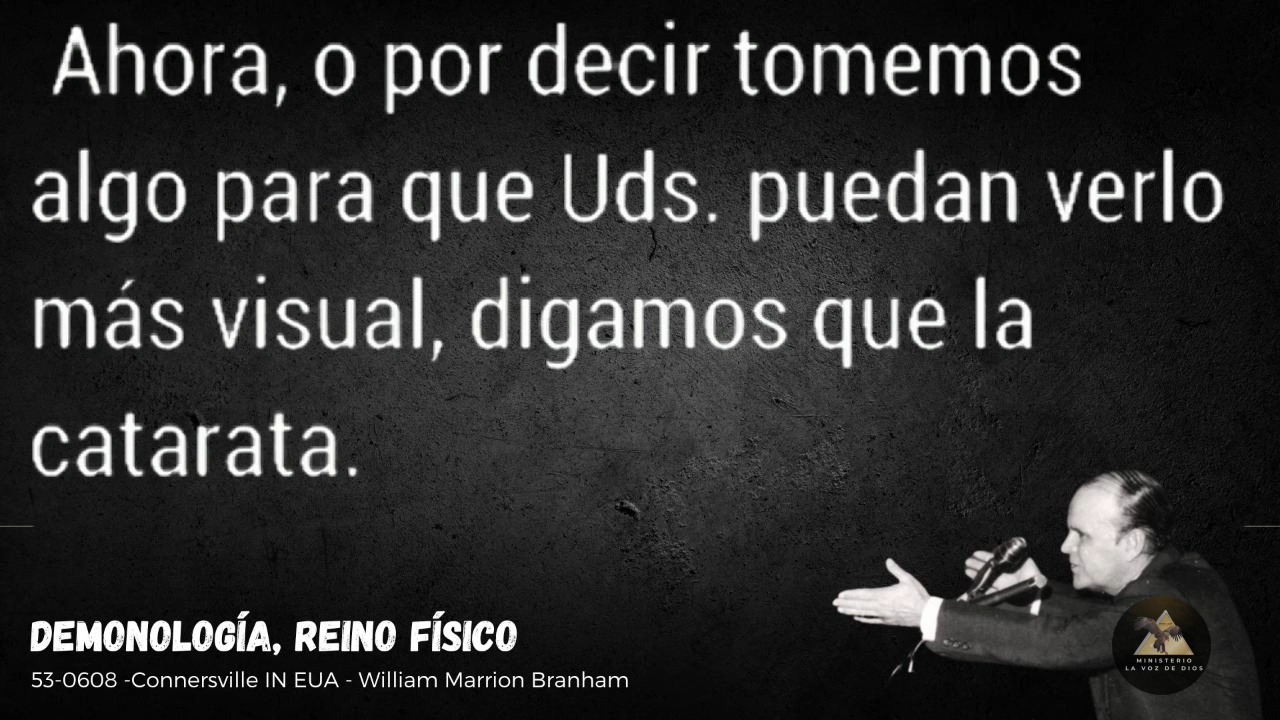 Ahora, o por decir tomemos
algo para que Uds. puedan verlo
más visual, digamos que la
catarata.
DEMONOLOGÍA, REINO FÍSICO
53-0608 -Connersville IN EUA - William Marrion Branham
MINISTERIO
LA VOZ DE DIOS